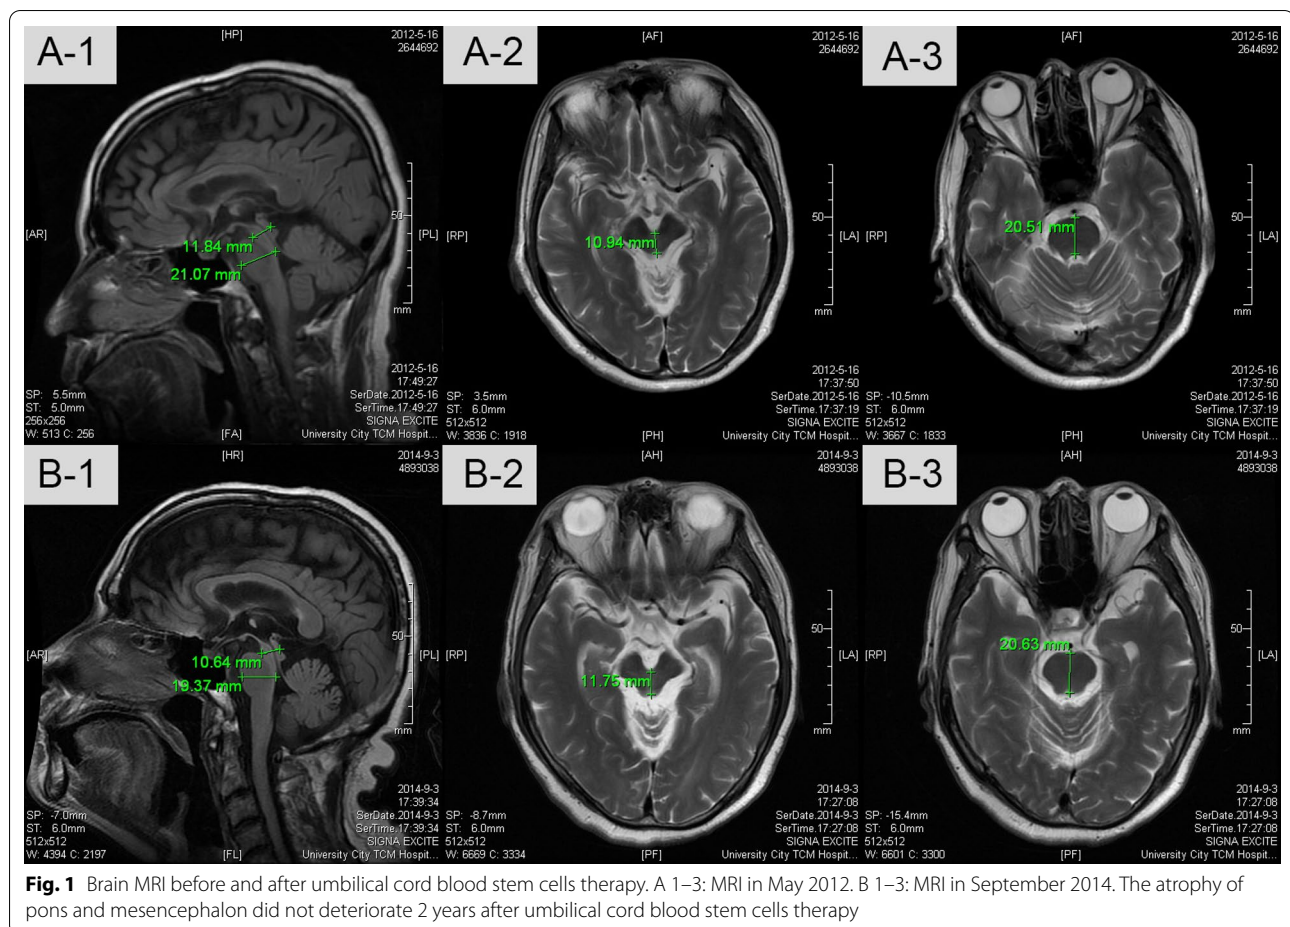 A-1
[HP]
2012-5-16
2644692
[AR]
[PL]
50
11.84 mm
21.07 mm
mm
SP: 5.5mm
ST: 5.0mm
256x256
W: 513 C: 256
[FA]
2012-5-16
17:49:27
SerDate.2012-5-16
SerTime.17:49:27
SIGNA EXCITE
University City TCM Hospit...
A-2
[AF]
2012-5-16
2644692
[RP]
[LA]
50
10.94 mm
mm
SP: 3.5mm
ST: 6.0mm
512x512
W: 3836 C: 1918
[PH]
2012-5-16
17:37:50
SerDate.2012-5-16
SerTime.17:37:19
SIGNA EXCITE
University City TCM Hospit...
A-3
[AF]
2012-5-16
2644692
[RP]
[LA]
50
20.51 mm
mm
SP: -10.5mm
ST: 6.0mm
512x512
W: 3667 C: 1833
[PH]
2012-5-16
17:37:50
SerDate.2012-5-16
SerTime.17:37:19
SIGNA EXCITE
University City TCM Hospit...
B-1
[HR]
2014-9-3
4893038
[AR]
[PL]
50
10.64 mm
19.37 mm
mm
SP: -7.0mm
ST: 6.0mm
512x512
W: 4394 C: 2197
[FL]
2014-9-3
17:39:34
SerDate.2014-9-3
SerTime.17:39:34
SIGNA EXCITE
University City TCM Hospit...
B-2
[AH]
2014-9-3
4893038
[RP]
[LA]
50
11.75 mm
mm
SP: -8.7mm
ST: 6.0mm
512x512
W: 6669 C: 3334
[PF]
2014-9-3
17:27:08
SerDate.2014-9-3
SerTime.17:27:08
SIGNA EXCITE
University City TCM Hospit...
B-3
[AH]
2014-9-3
4893038
[RP]
[LA]
50
20.63 mm
mm
SP: -15.4mm
ST: 6.0mm
512x512
W: 6601 C: 3300
[PF]
2014-9-3
17:27:08
SerDate.2014-9-3
SerTime.17:27:08
SIGNA EXCITE
University City TCM Hospit...
Fig. 1 Brain MRI before and after umbilical cord blood stem cells therapy. A 1–3: MRI in May 2012. B 1–3: MRI in September 2014. The atrophy of
pons and mesencephalon did not deteriorate 2 years after umbilical cord blood stem cells therapy